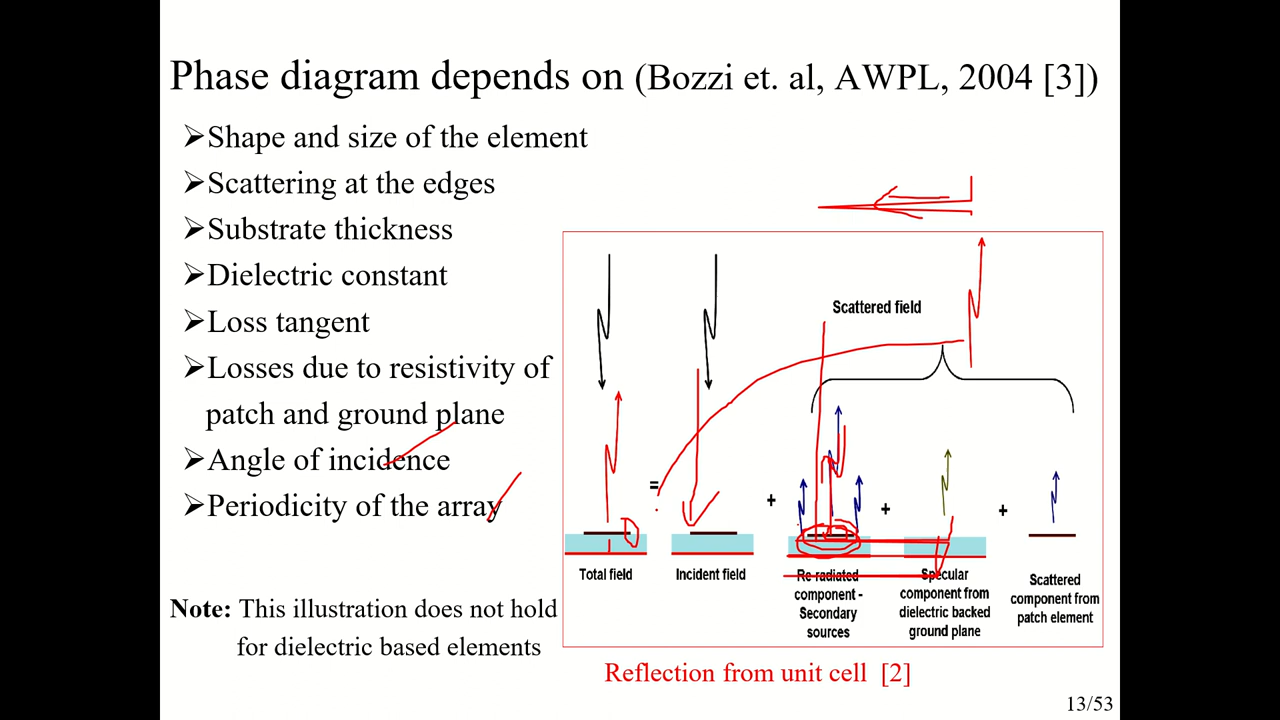 Phase diagram depends on (Bozzi et. al, AWPL, 2004 [3])
➢Shape and size of the element
➢Scattering at the edges
➢Substrate thickness
➢Dielectric constant
➢Loss tangent
➢Losses due to resistivity of
patch and ground plane
➢Angle of incidence
➢Periodicity of the array
Note: This illustration does not hold
for dielectric based elements
Scattered field
=
+
+
+
Total field
Incident field
Re-radiated
component -
Secondary
sources
Specular
component from
dielectric backed
ground plane
Scattered
component from
patch element
Reflection from unit cell [2]
13/53